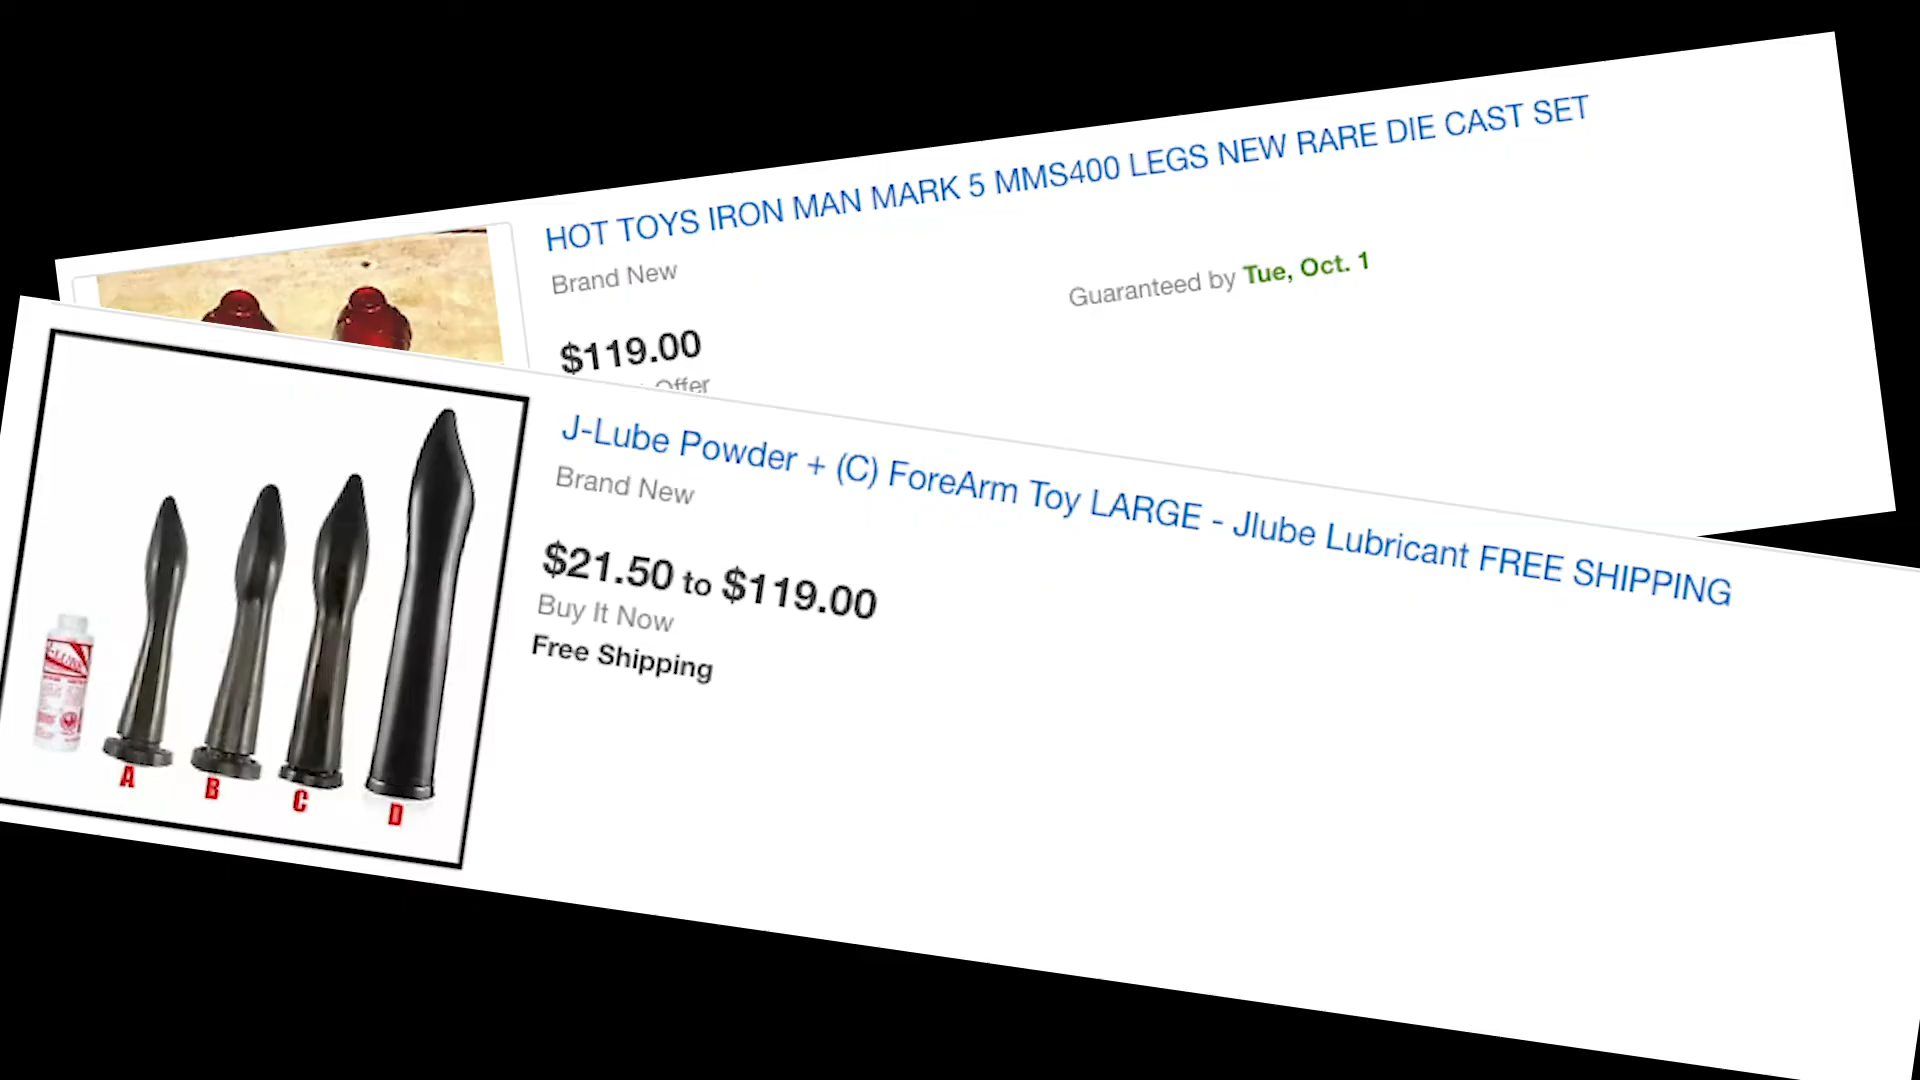 HOT TOYS IRON MAN MARK 5 MMS400 LEGS NEW RARE DIE CAST SET
Brand New
Guaranteed by Tue, Oct. 1
$119.00
Offer
J-Lube Powder + (C) ForeArm Toy LARGE - Jlube Lubricant FREE SHIPPING
Brand New
$21.50 to $119.00
Buy It Now
Free Shipping
J-LUBE
A
B
C
D